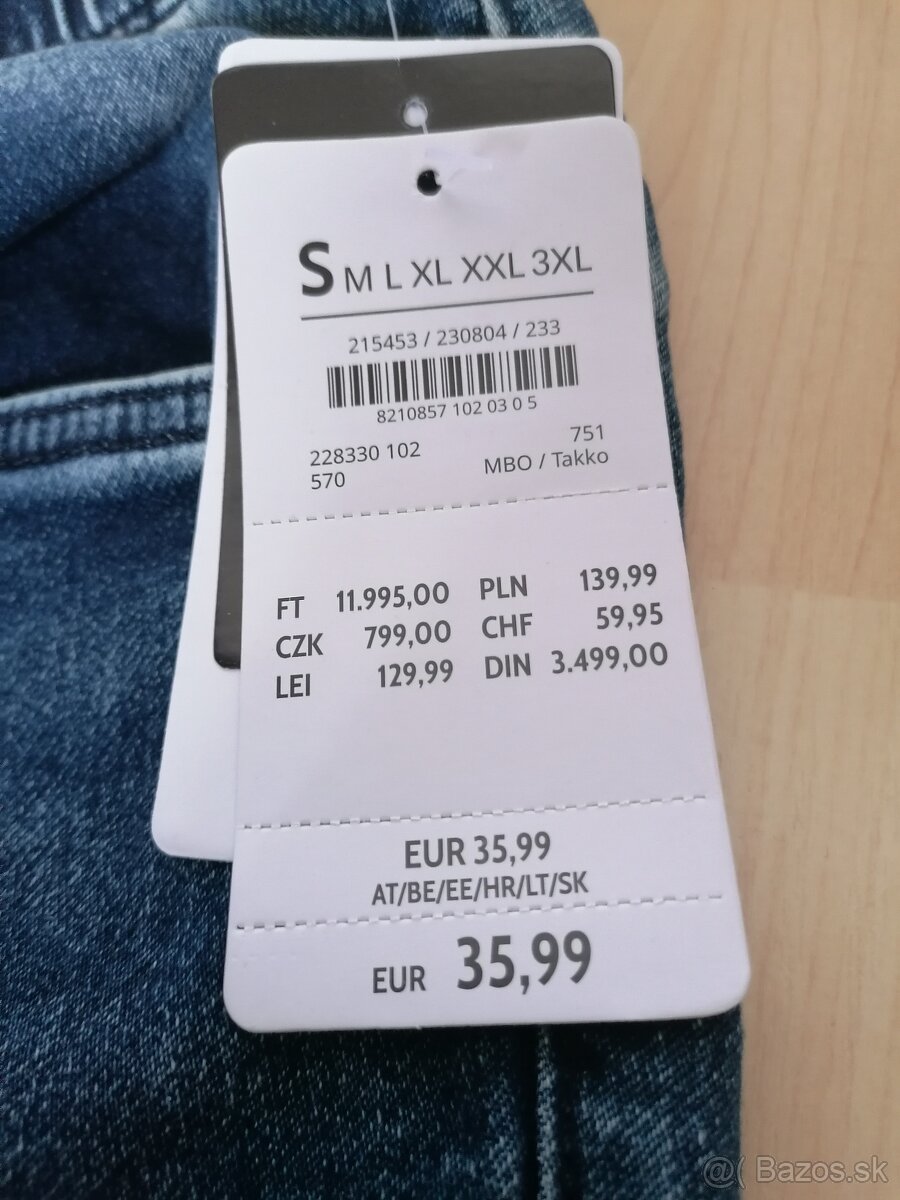 S M L XL XXL 3XL
215453 / 230804 / 233
8210857 102 03 0 5
228330 102 751
570 MBO / Takko
FT 11.995,00 PLN 139,99
CZK 799,00 CHF 59,95
LEI 129,99 DIN 3.499,00
EUR 35,99
AT/BE/EE/HR/LT/SK
EUR 35,99
@( Bazos.sk